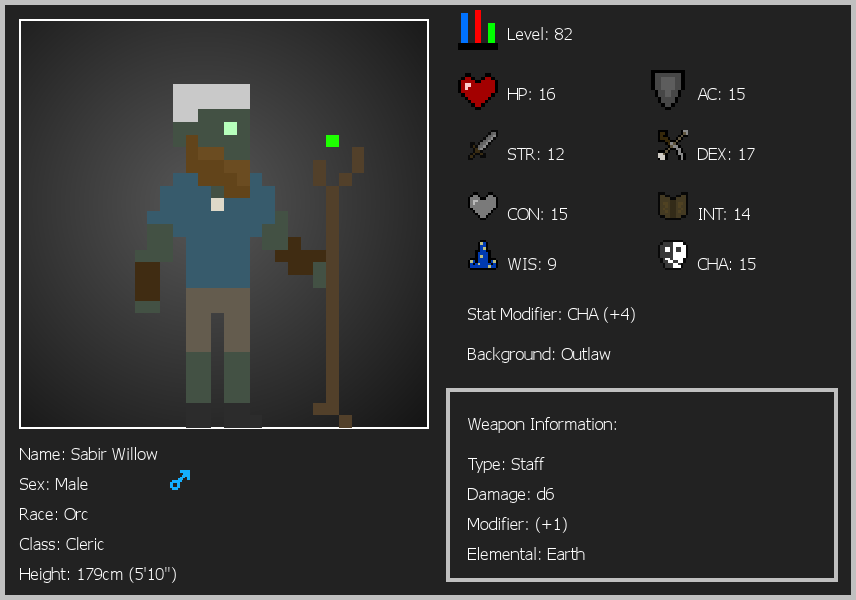 Level: 82
HP: 16
AC: 15
STR: 12
DEX: 17
CON: 15
INT: 14
WIS: 9
CHA: 15
Stat Modifier: CHA (+4)
Background: Outlaw
Weapon Information:
Type: Staff
Damage: d6
Modifier: (+1)
Elemental: Earth
Name: Sabir Willow
Sex: Male
Race: Orc
Class: Cleric
Height: 179cm (5'10")